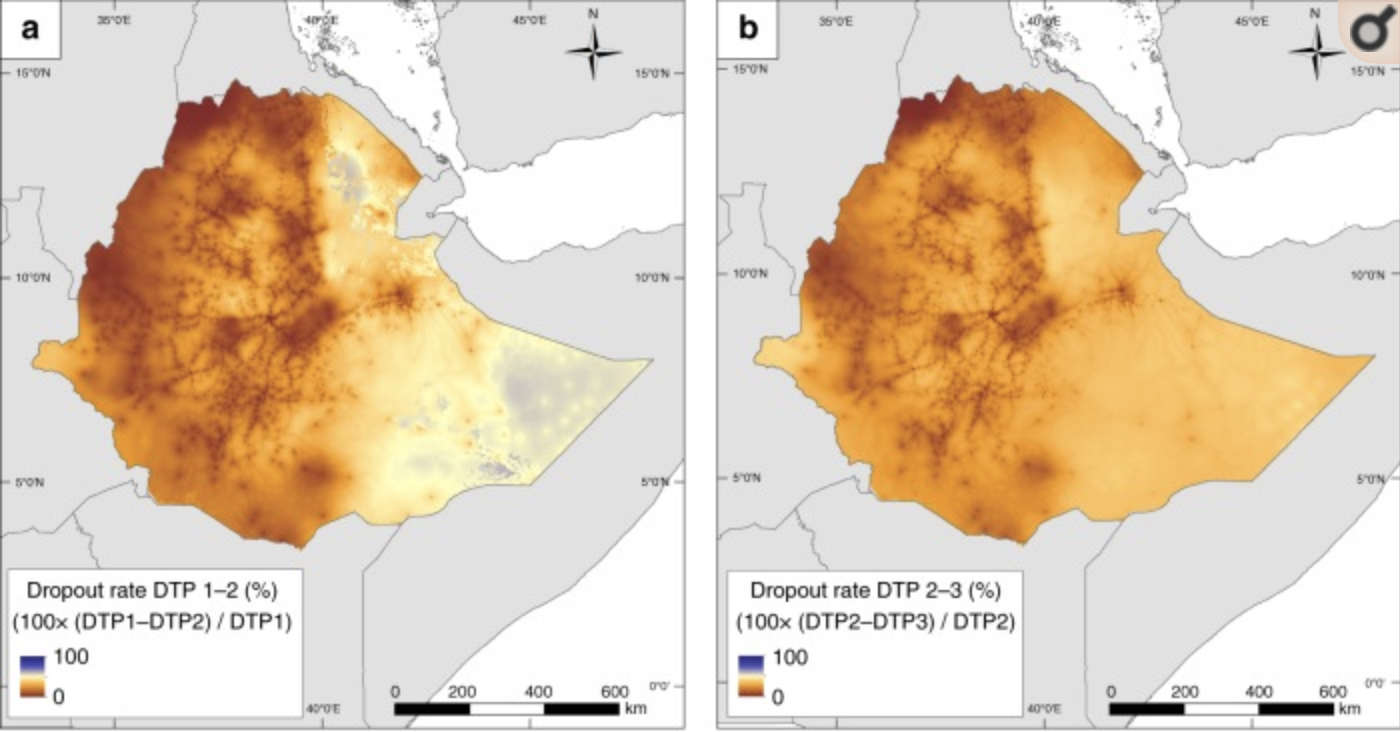 a
35°0'E
40°0'E
45°0'E
N
15°0'N
15°0'N
10°0'N
10°0'N
5°0'N
5°0'N
0°0'
Dropout rate DTP 1–2 (%)
(100× (DTP1–DTP2) / DTP1)
100
0
0 200 400 600
km
40°0'E
b
35°0'E
40°0'E
45°0'E
N
15°0'N
15°0'N
10°0'N
10°0'N
5°0'N
5°0'N
0°0'
Dropout rate DTP 2–3 (%)
(100× (DTP2–DTP3) / DTP2)
100
0
0 200 400 600
km
40°0'E